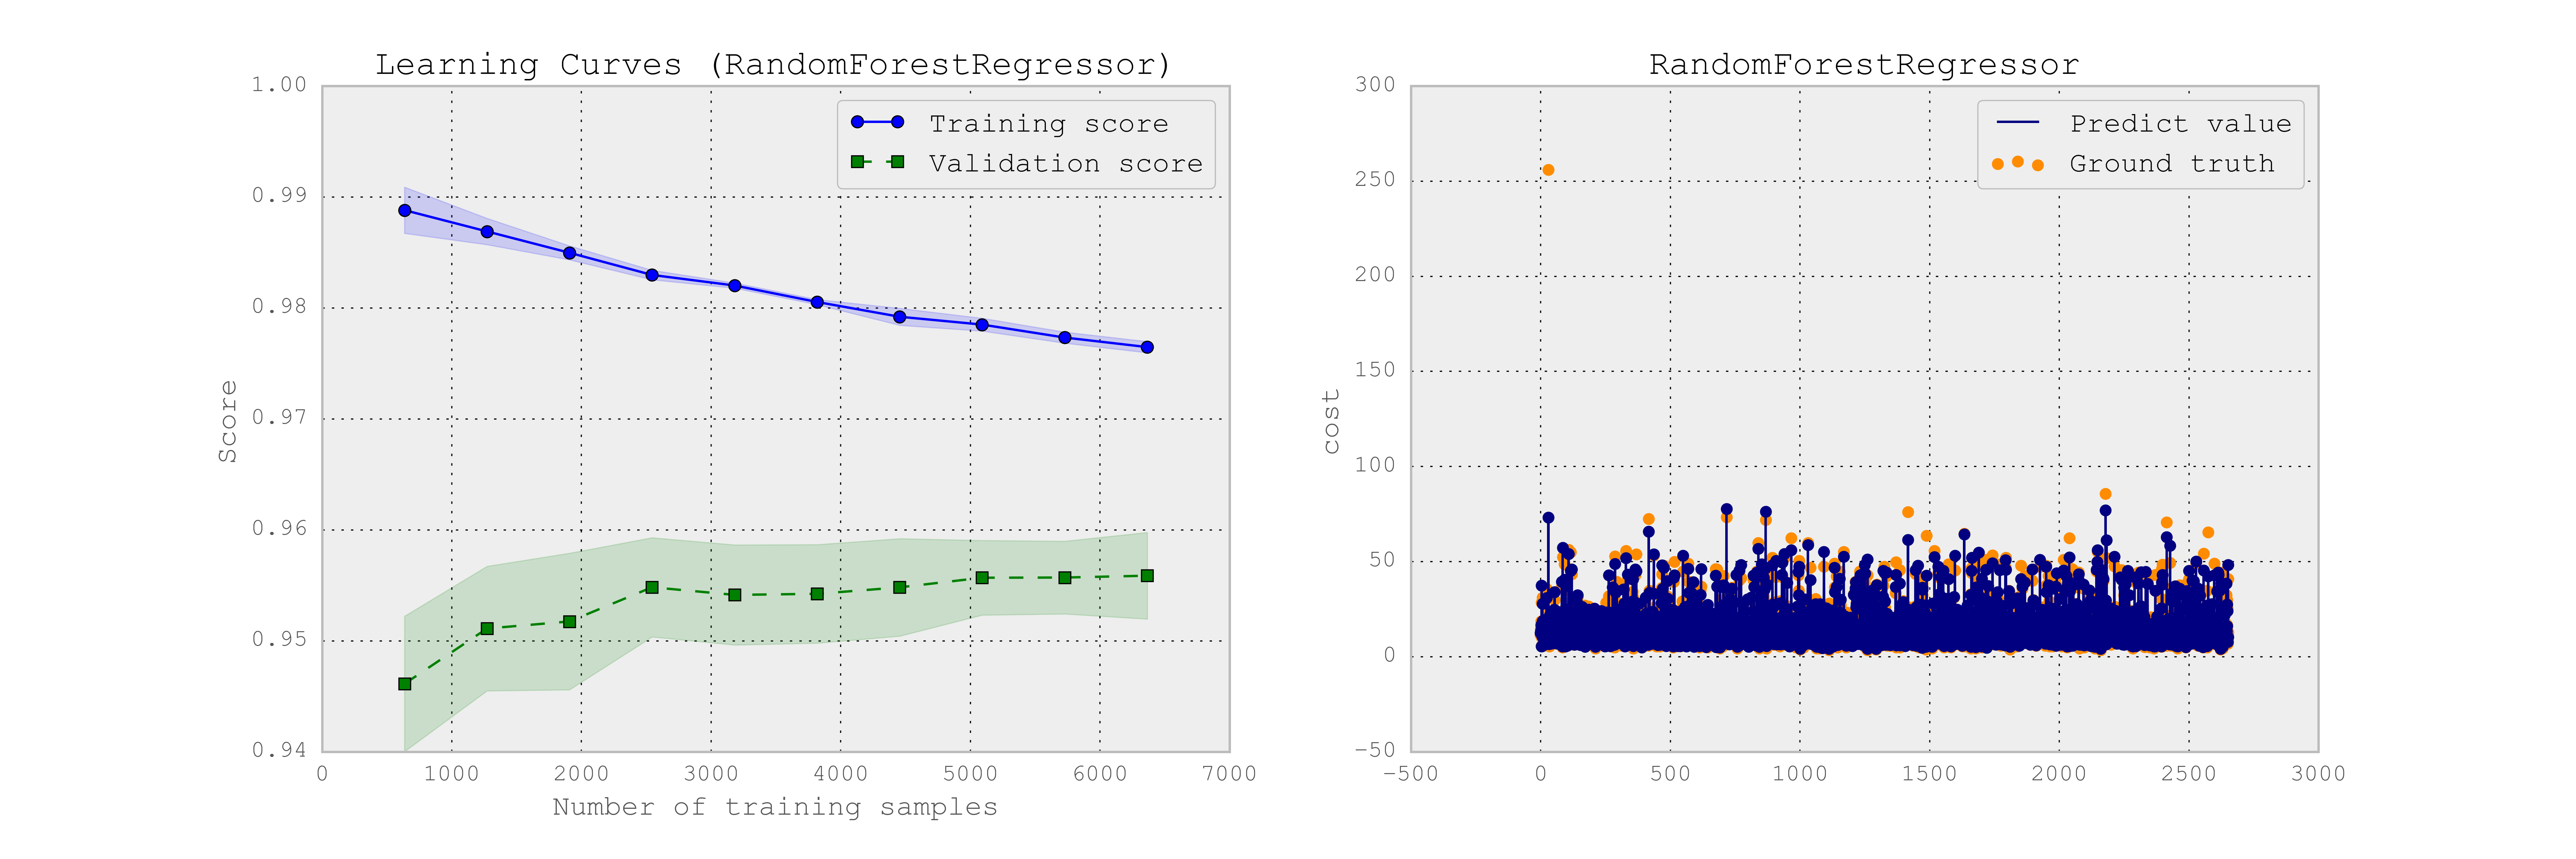 Learning Curves (RandomForestRegressor)
1.00
0.99
0.98
0.97
0.96
0.95
0.94
Score
Training score
Validation score
0 1000 2000 3000 4000 5000 6000 7000
Number of training samples
RandomForestRegressor
300
250
200
150
100
50
0
−50
cost
Predict value
Ground truth
−500 0 500 1000 1500 2000 2500 3000